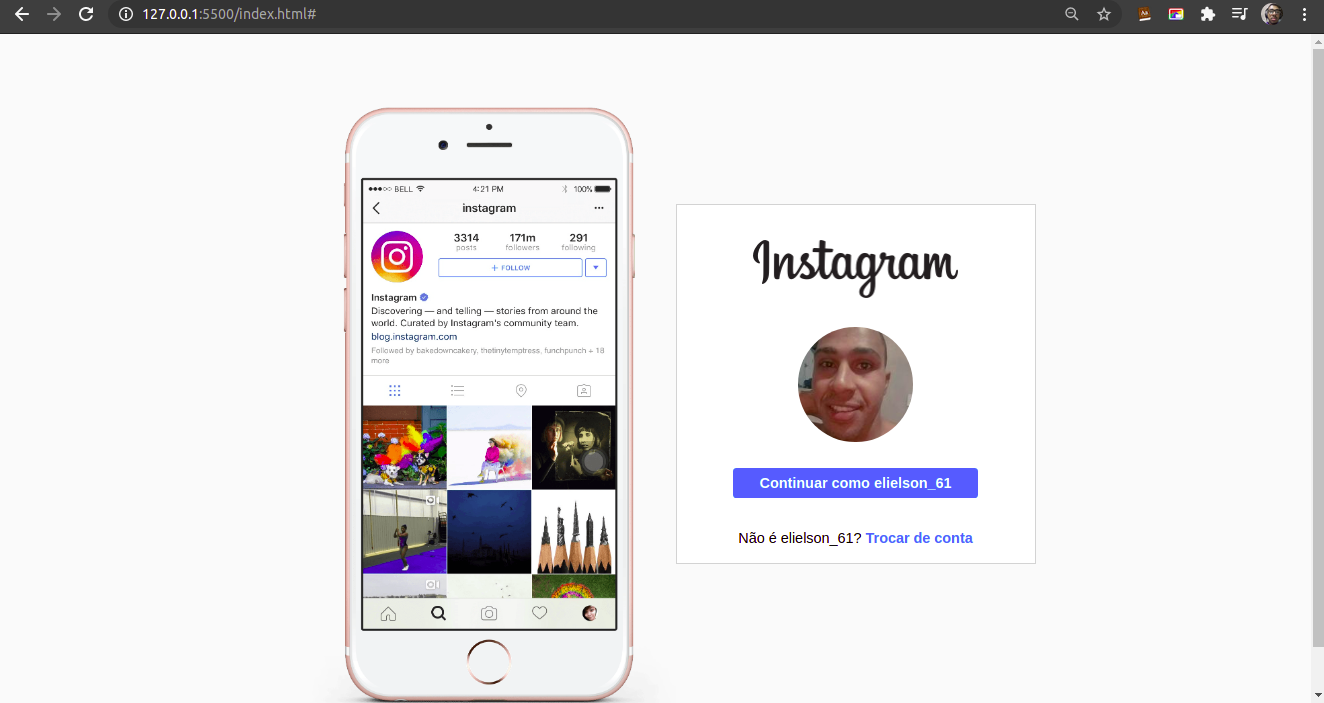 127.0.0.1:5500/index.html#
BELL 4:21 PM 100%
instagram
3314 171m 291
posts followers following
+ FOLLOW
Instagram
Discovering — and telling — stories from around the
world. Curated by Instagram's community team.
blog.instagram.com
Followed by bakedowncakery, thetinytemptress, funchpunch + 18
more
Instagram
Continuar como elielson_61
Não é elielson_61? Trocar de conta